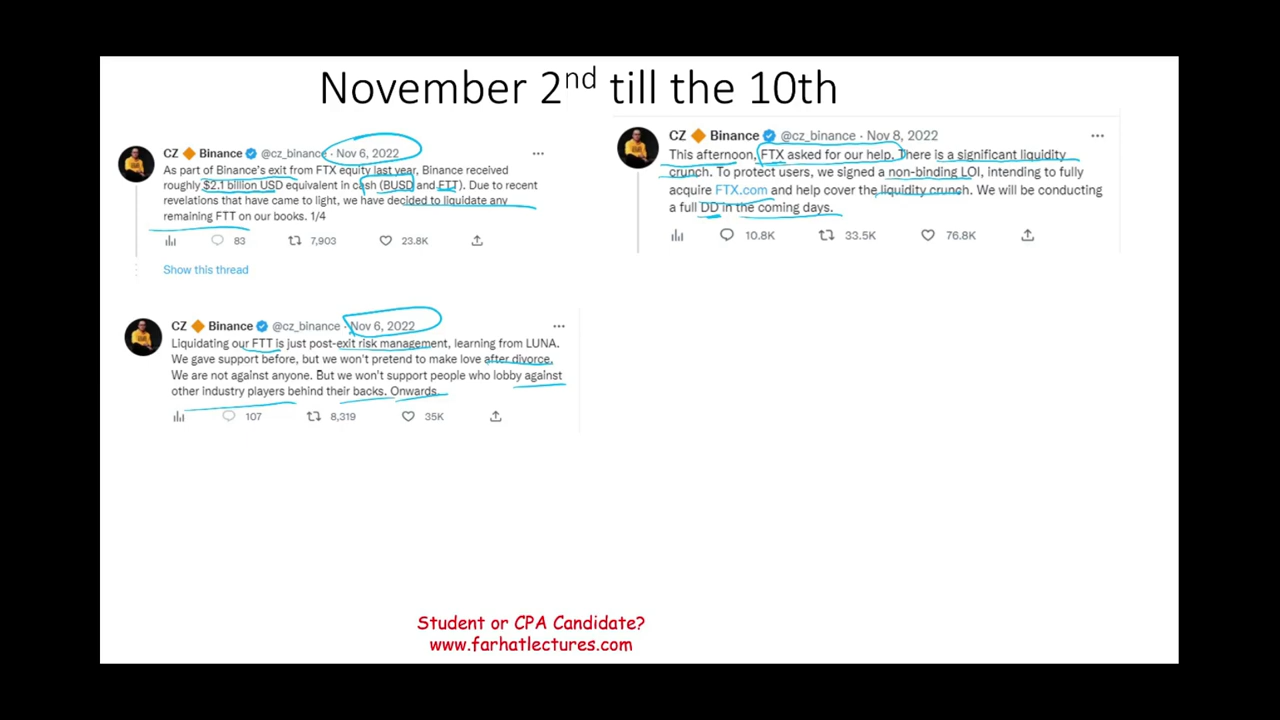 November 2nd till the 10th
CZ 🔶 Binance @cz_binance · Nov 6, 2022
As part of Binance's exit from FTX equity last year, Binance received
roughly $2.1 billion USD equivalent in cash (BUSD and FTT). Due to recent
revelations that have came to light, we have decided to liquidate any
remaining FTT on our books. 1/4
83 7,903 23.8K
Show this thread
CZ 🔶 Binance @cz_binance · Nov 6, 2022
Liquidating our FTT is just post-exit risk management, learning from LUNA.
We gave support before, but we won't pretend to make love after divorce.
We are not against anyone. But we won't support people who lobby against
other industry players behind their backs. Onwards.
107 8,319 35K
CZ 🔶 Binance @cz_binance · Nov 8, 2022
This afternoon, FTX asked for our help. There is a significant liquidity
crunch. To protect users, we signed a non-binding LOI, intending to fully
acquire FTX.com and help cover the liquidity crunch. We will be conducting
a full DD in the coming days.
10.8K 33.5K 76.8K
Student or CPA Candidate?
www.farhatlectures.com